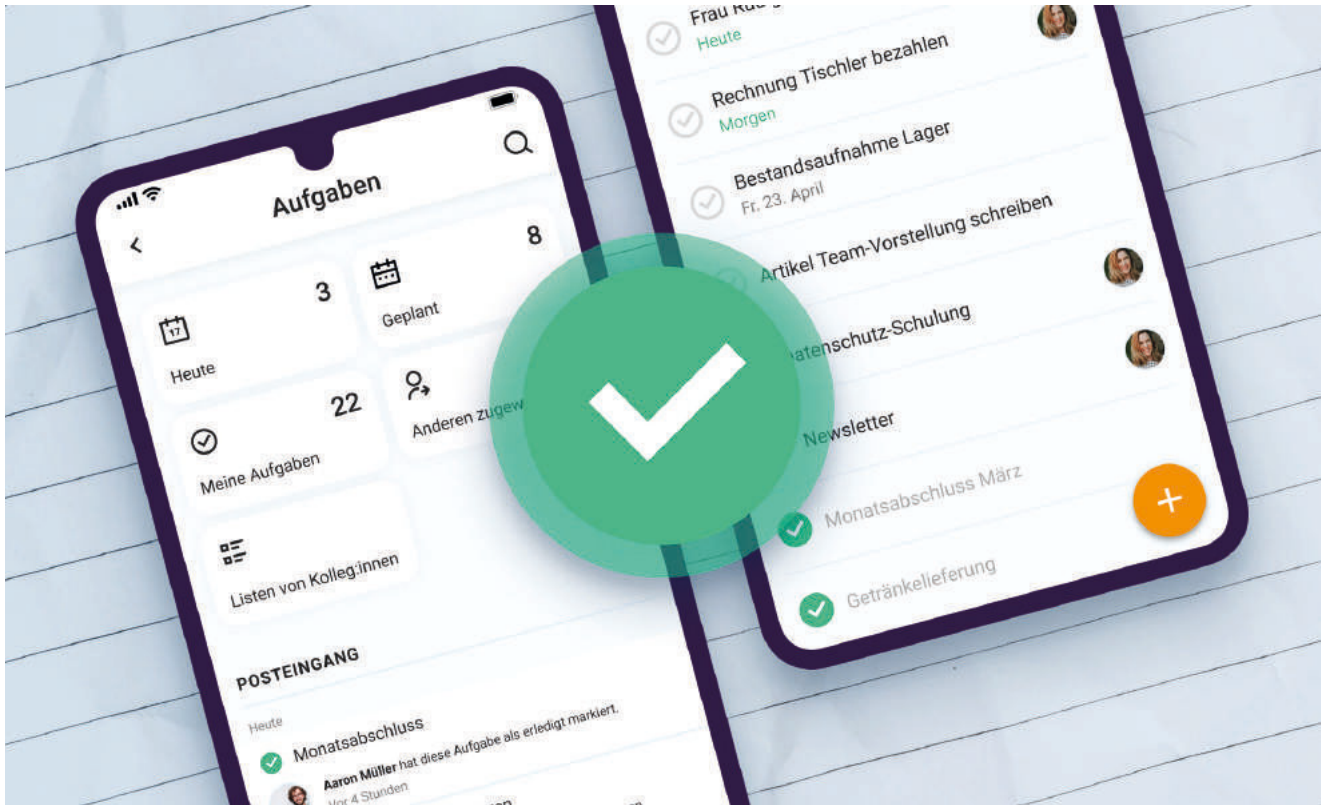 Aufgaben
3
Heute
8
Geplant
22
Meine Aufgaben
Anderen
Listen von Kolleg:innen
POSTEINGANG
Heute
Monatsabschluss
Aaron Müller hat diese Aufgabe als erledigt markiert.
Vor 4 Stunden
Frau
Heute
Rechnung Tischler bezahlen
Morgen
Bestandsaufnahme Lager
Fr, 23. April
Artikel Team-Vorstellung schreiben
atenschutz-Schulung
Newsletter
Monatsabschluss März
Getränkelieferung